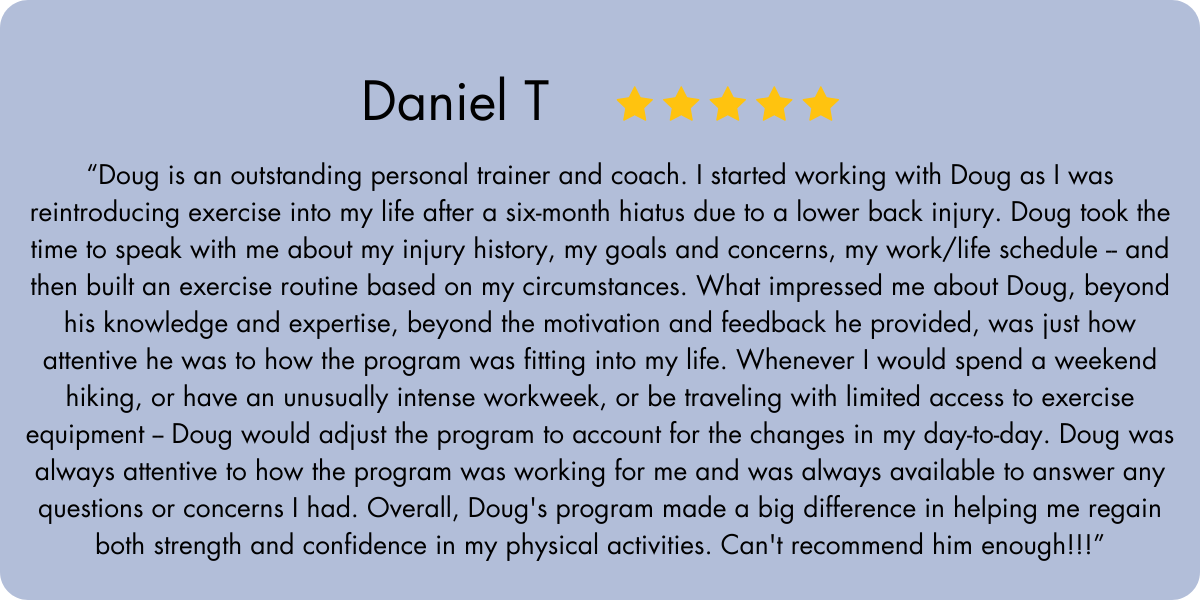 Daniel T
“Doug is an outstanding personal trainer and coach. I started working with Doug as I was
reintroducing exercise into my life after a six-month hiatus due to a lower back injury. Doug took the
time to speak with me about my injury history, my goals and concerns, my work/life schedule – and
then built an exercise routine based on my circumstances. What impressed me about Doug, beyond
his knowledge and expertise, beyond the motivation and feedback he provided, was just how
attentive he was to how the program was fitting into my life. Whenever I would spend a weekend
hiking, or have an unusually intense workweek, or be traveling with limited access to exercise
equipment – Doug would adjust the program to account for the changes in my day-to-day. Doug was
always attentive to how the program was working for me and was always available to answer any
questions or concerns I had. Overall, Doug's program made a big difference in helping me regain
both strength and confidence in my physical activities. Can't recommend him enough!!!”